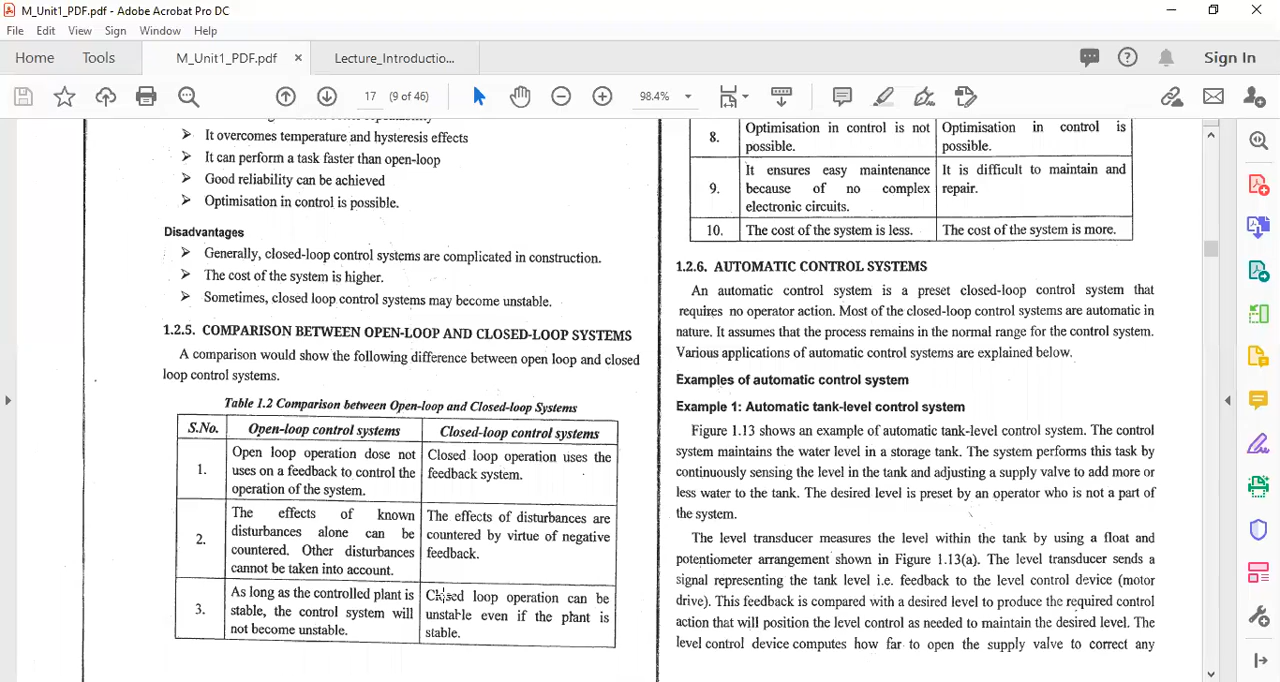 M_Unit1_PDF.pdf - Adobe Acrobat Pro DC
File Edit View Sign Window Help
Home Tools M_Unit1_PDF.pdf × Lecture_Introductio... Sign In
17 (9 of 46) 98.4%
➤ It overcomes temperature and hysteresis effects
➤ It can perform a task faster than open-loop
➤ Good reliability can be achieved
➤ Optimisation in control is possible.
Disadvantages
➤ Generally, closed-loop control systems are complicated in construction.
➤ The cost of the system is higher.
➤ Sometimes, closed loop control systems may become unstable.
1.2.5. COMPARISON BETWEEN OPEN-LOOP AND CLOSED-LOOP SYSTEMS
A comparison would show the following difference between open loop and closed
loop control systems.
Table 1.2 Comparison between Open-loop and Closed-loop Systems
S.No. Open-loop control systems Closed-loop control systems
1.
Open loop operation dose not
uses on a feedback to control the
operation of the system.
Closed loop operation uses the
feedback system.
2.
The effects of known
disturbances alone can be
countered. Other disturbances
cannot be taken into account.
The effects of disturbances are
countered by virtue of negative
feedback.
3.
As long as the controlled plant is
stable, the control system will
not become unstable.
Closed loop operation can be
unstable even if the plant is
stable.
8.
Optimisation in control is not
possible.
Optimisation in control is
possible.
9.
It ensures easy maintenance
because of no complex
electronic circuits.
It is difficult to maintain and
repair.
10. The cost of the system is less. The cost of the system is more.
1.2.6. AUTOMATIC CONTROL SYSTEMS
An automatic control system is a preset closed-loop control system that
requires no operator action. Most of the closed-loop control systems are automatic in
nature. It assumes that the process remains in the normal range for the control system.
Various applications of automatic control systems are explained below.
Examples of automatic control system
Example 1: Automatic tank-level control system
Figure 1.13 shows an example of automatic tank-level control system. The control
system maintains the water level in a storage tank. The system performs this task by
continuously sensing the level in the tank and adjusting a supply valve to add more or
less water to the tank. The desired level is preset by an operator who is not a part of
the system.
The level transducer measures the level within the tank by using a float and
potentiometer arrangement shown in Figure 1.13(a). The level transducer sends a
signal representing the tank level i.e. feedback to the level control device (motor
drive). This feedback is compared with a desired level to produce the required control
action that will position the level control as needed to maintain the desired level. The
level control device computes how far to open the supply valve to correct any